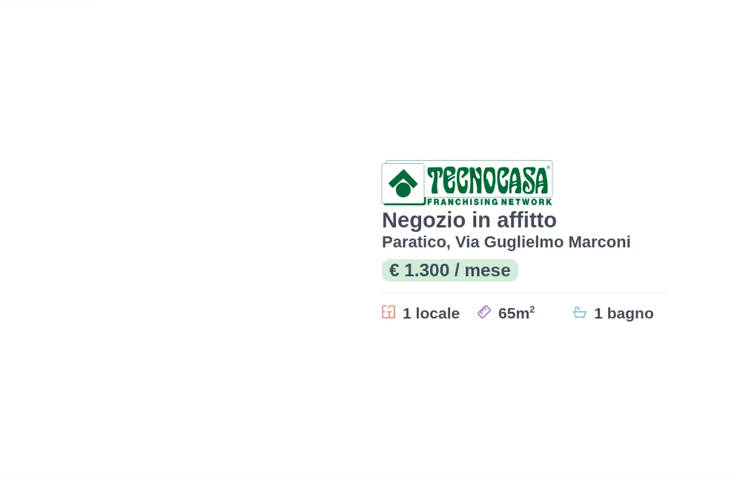 TECNOCASA
FRANCHISING NETWORK
Negozio in affitto
Paratico, Via Guglielmo Marconi
€ 1.300 / mese
1 locale 65m² 1 bagno